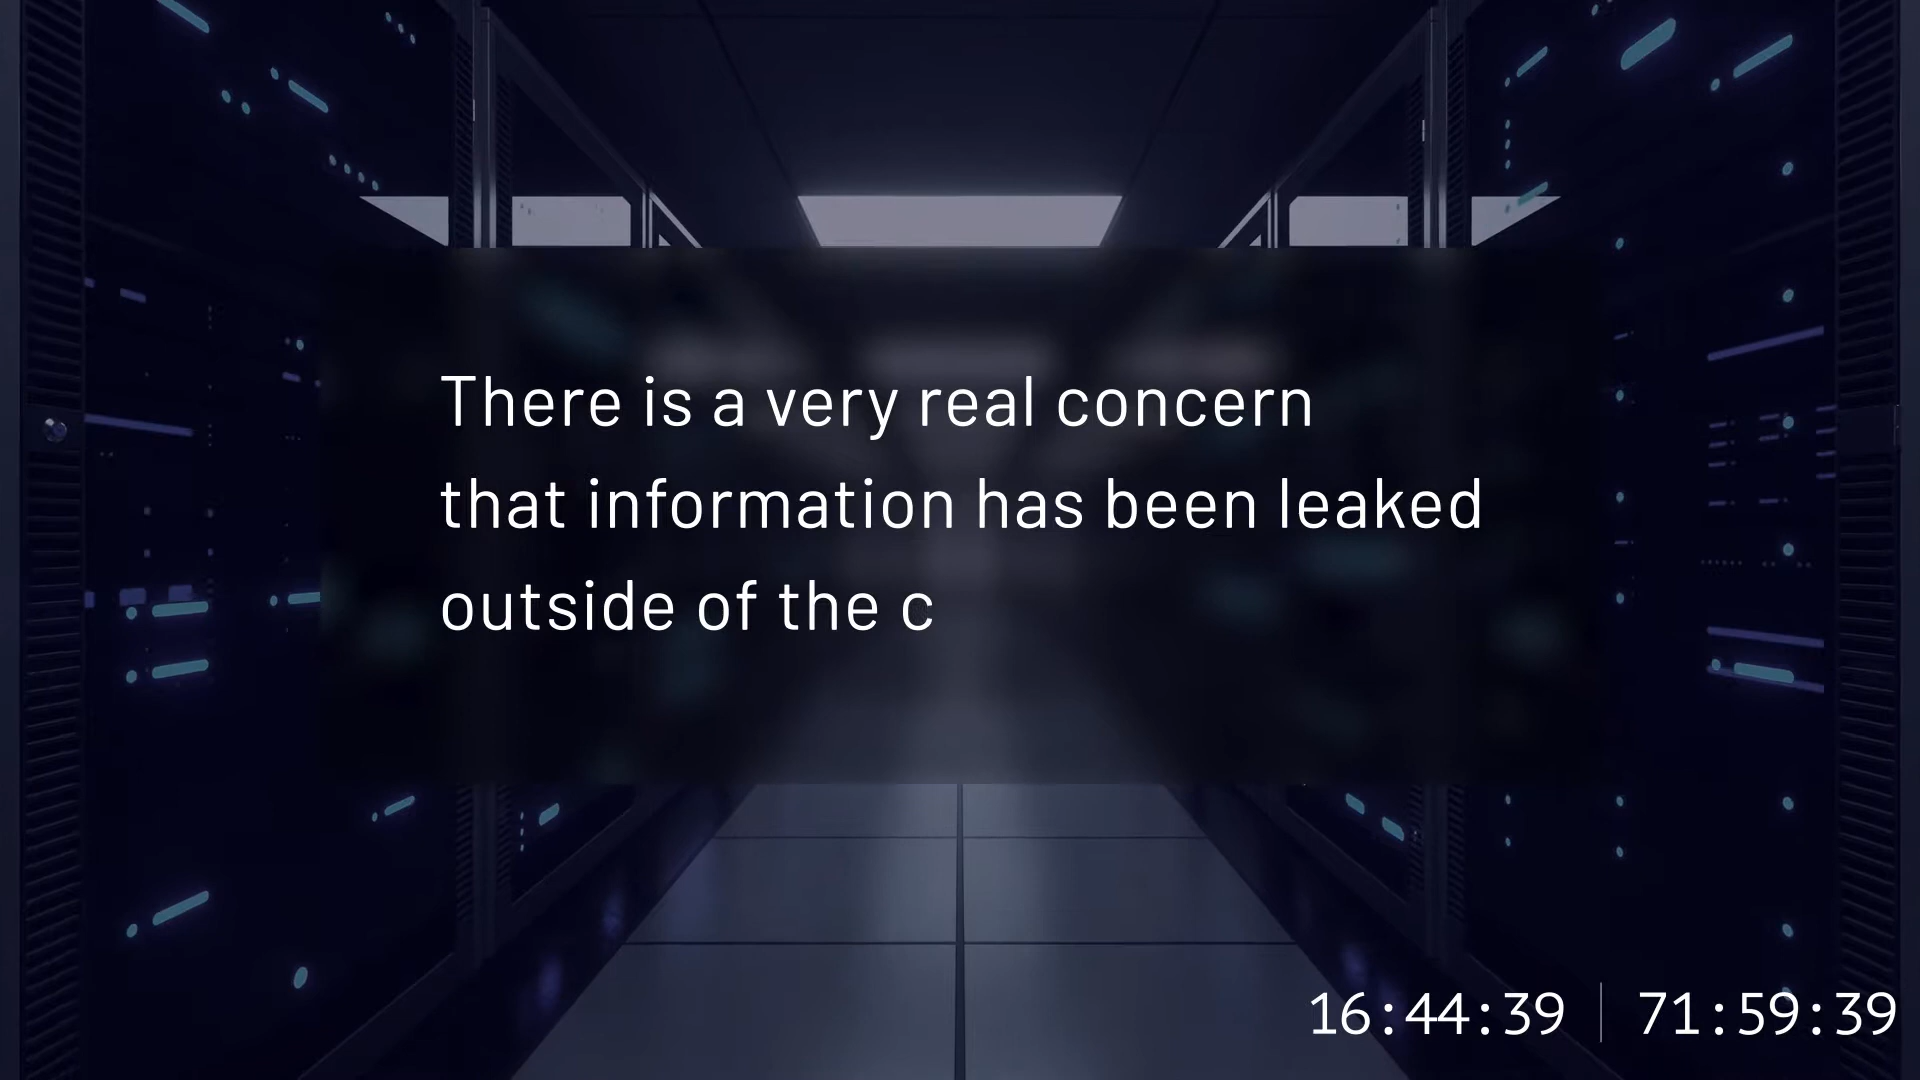 There is a very real concern
that information has been leaked
outside of the c
16:44:39 | 71:59:39